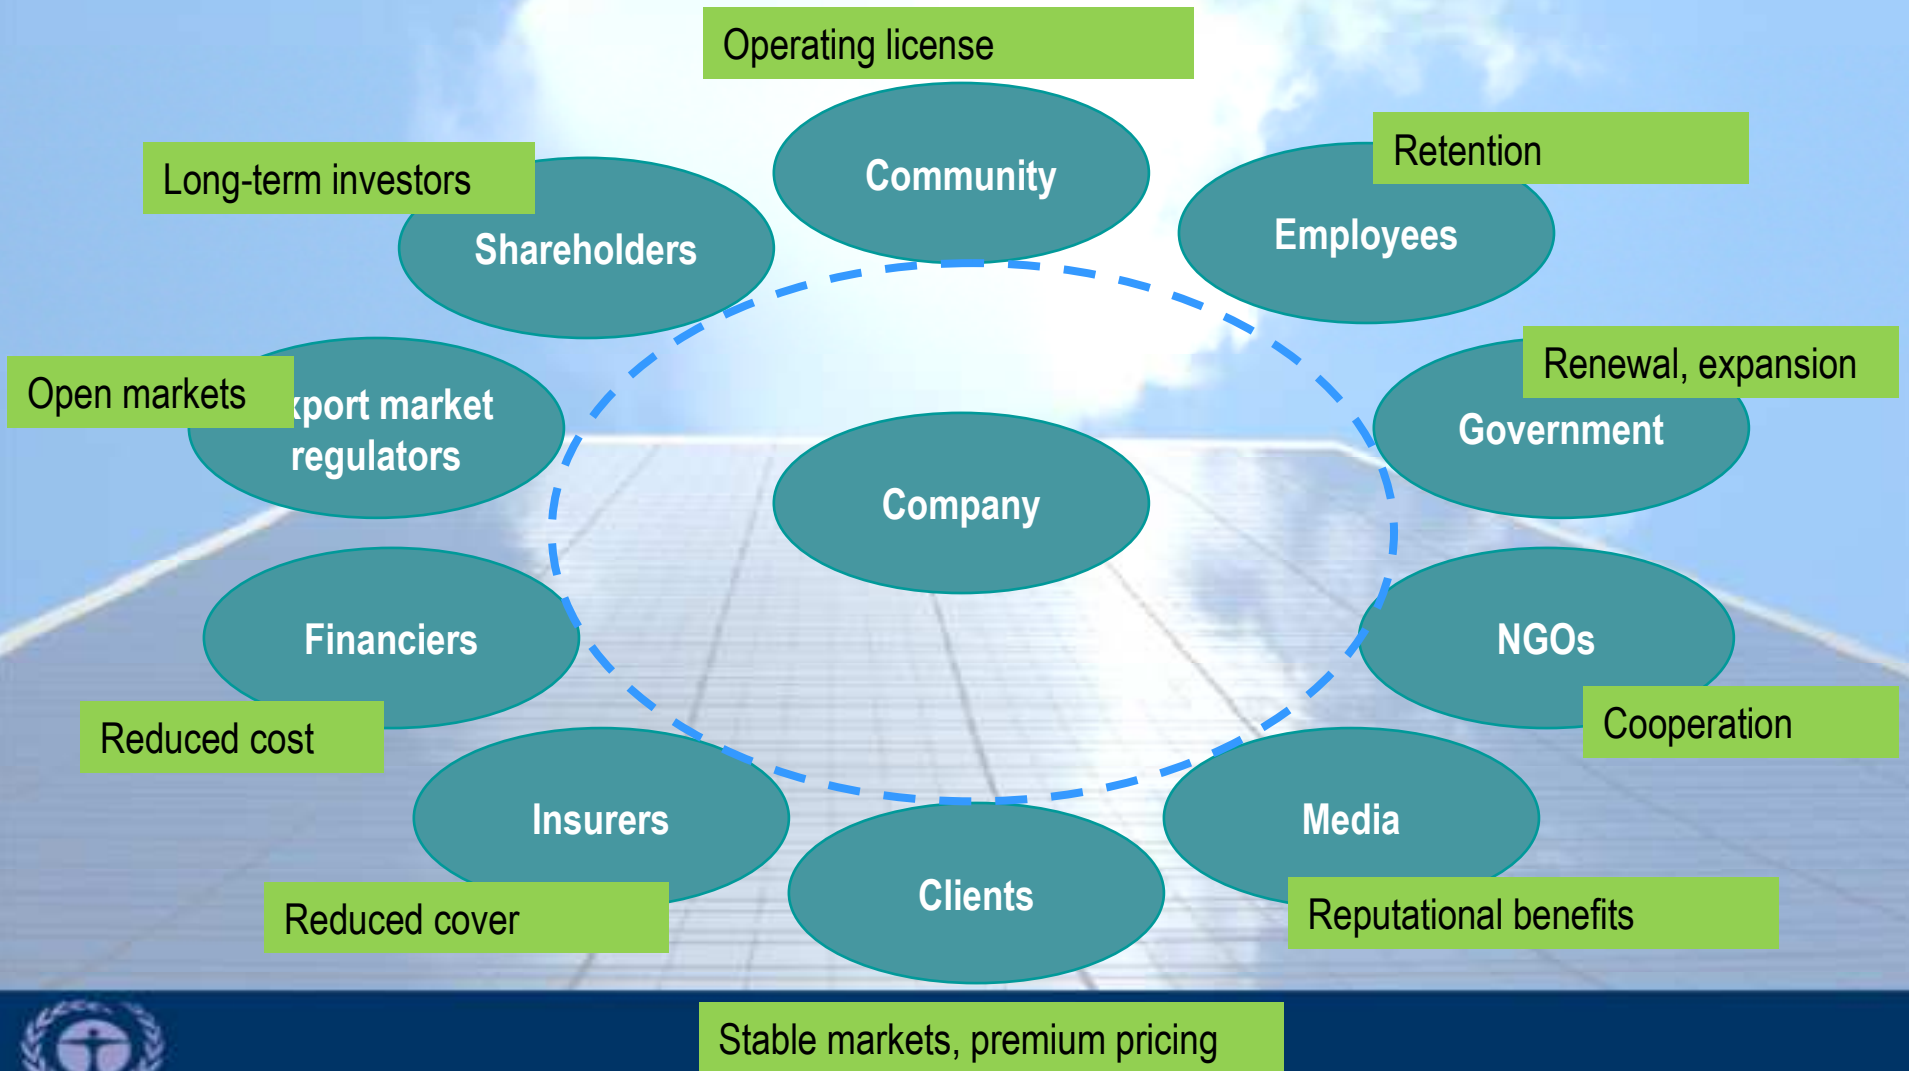 Operating license
Community
Retention
Employees
Long-term investors
Shareholders
Renewal, expansion
Government
Open markets
xport market
regulators
Company
Financiers
NGOs
Reduced cost
Cooperation
Insurers
Media
Reduced cover
Clients
Reputational benefits
Stable markets, premium pricing